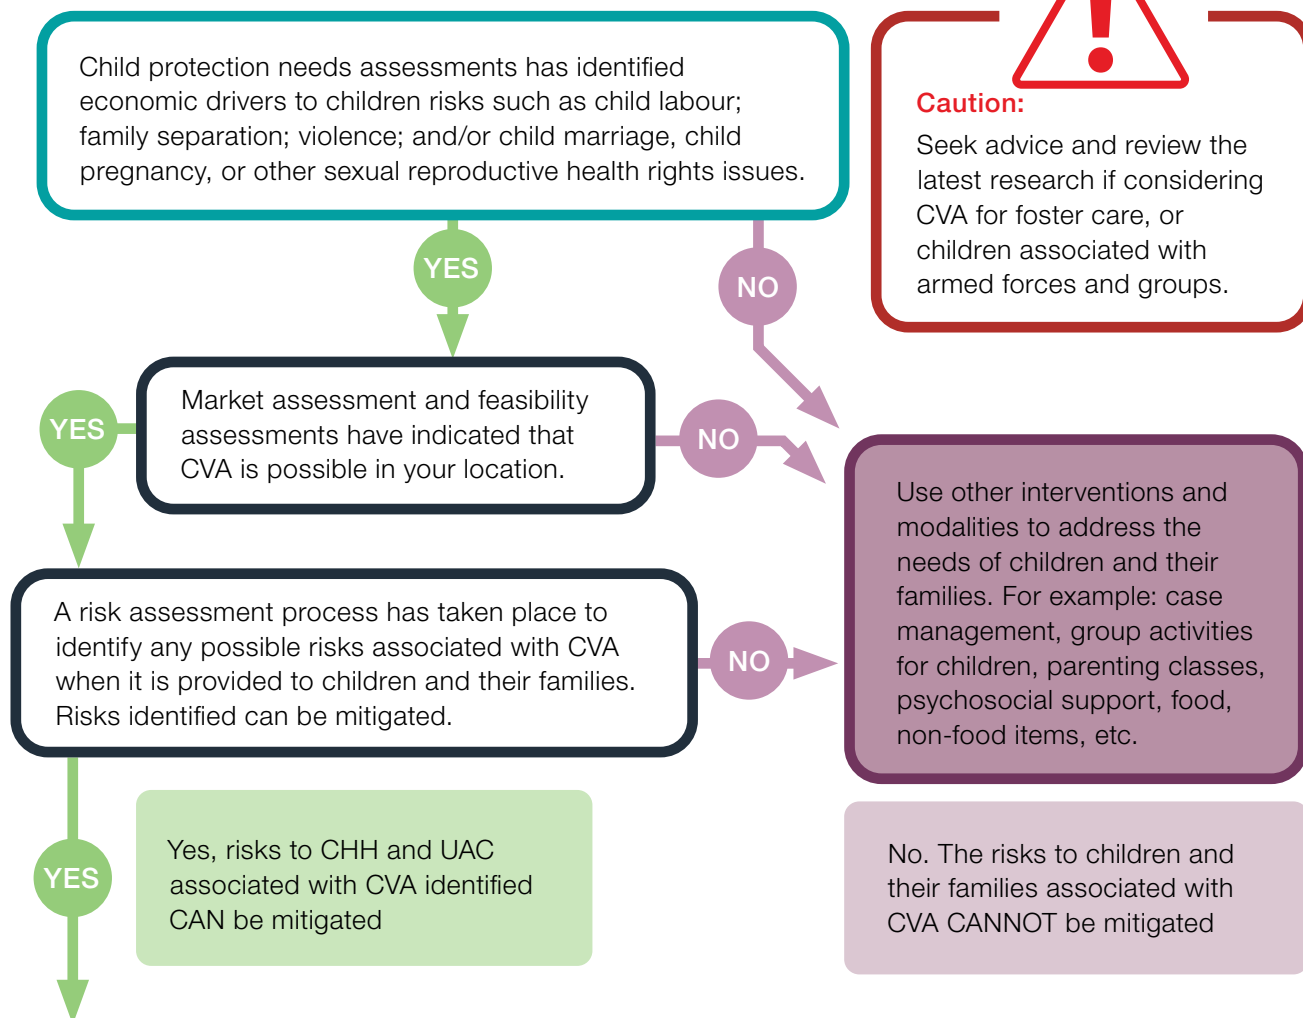 Child protection needs assessments has identified
economic drivers to children risks such as child labour;
family separation; violence; and/or child marriage, child
pregnancy, or other sexual reproductive health rights issues.
Caution:
Seek advice and review the
latest research if considering
CVA for foster care, or
children associated with
armed forces and groups.
YES
NO
Market assessment and feasibility
assessments have indicated that
CVA is possible in your location.
YES
NO
Use other interventions and
modalities to address the
needs of children and their
families. For example: case
management, group activities
for children, parenting classes,
psychosocial support, food,
non-food items, etc.
A risk assessment process has taken place to
identify any possible risks associated with CVA
when it is provided to children and their families.
Risks identified can be mitigated.
NO
YES
Yes, risks to CHH and UAC
associated with CVA identified
CAN be mitigated
No. The risks to children and
their families associated with
CVA CANNOT be mitigated